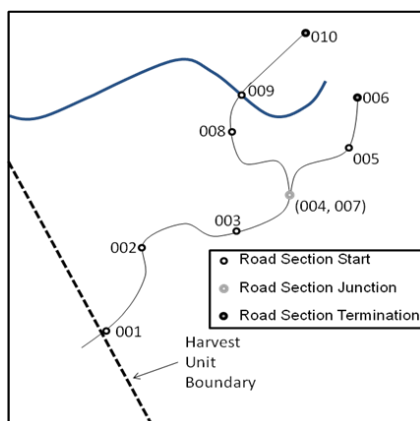 010
009
006
008
005
(004, 007)
003
002
Road Section Start
Road Section Junction
Road Section Termination
001
Harvest
Unit
Boundary